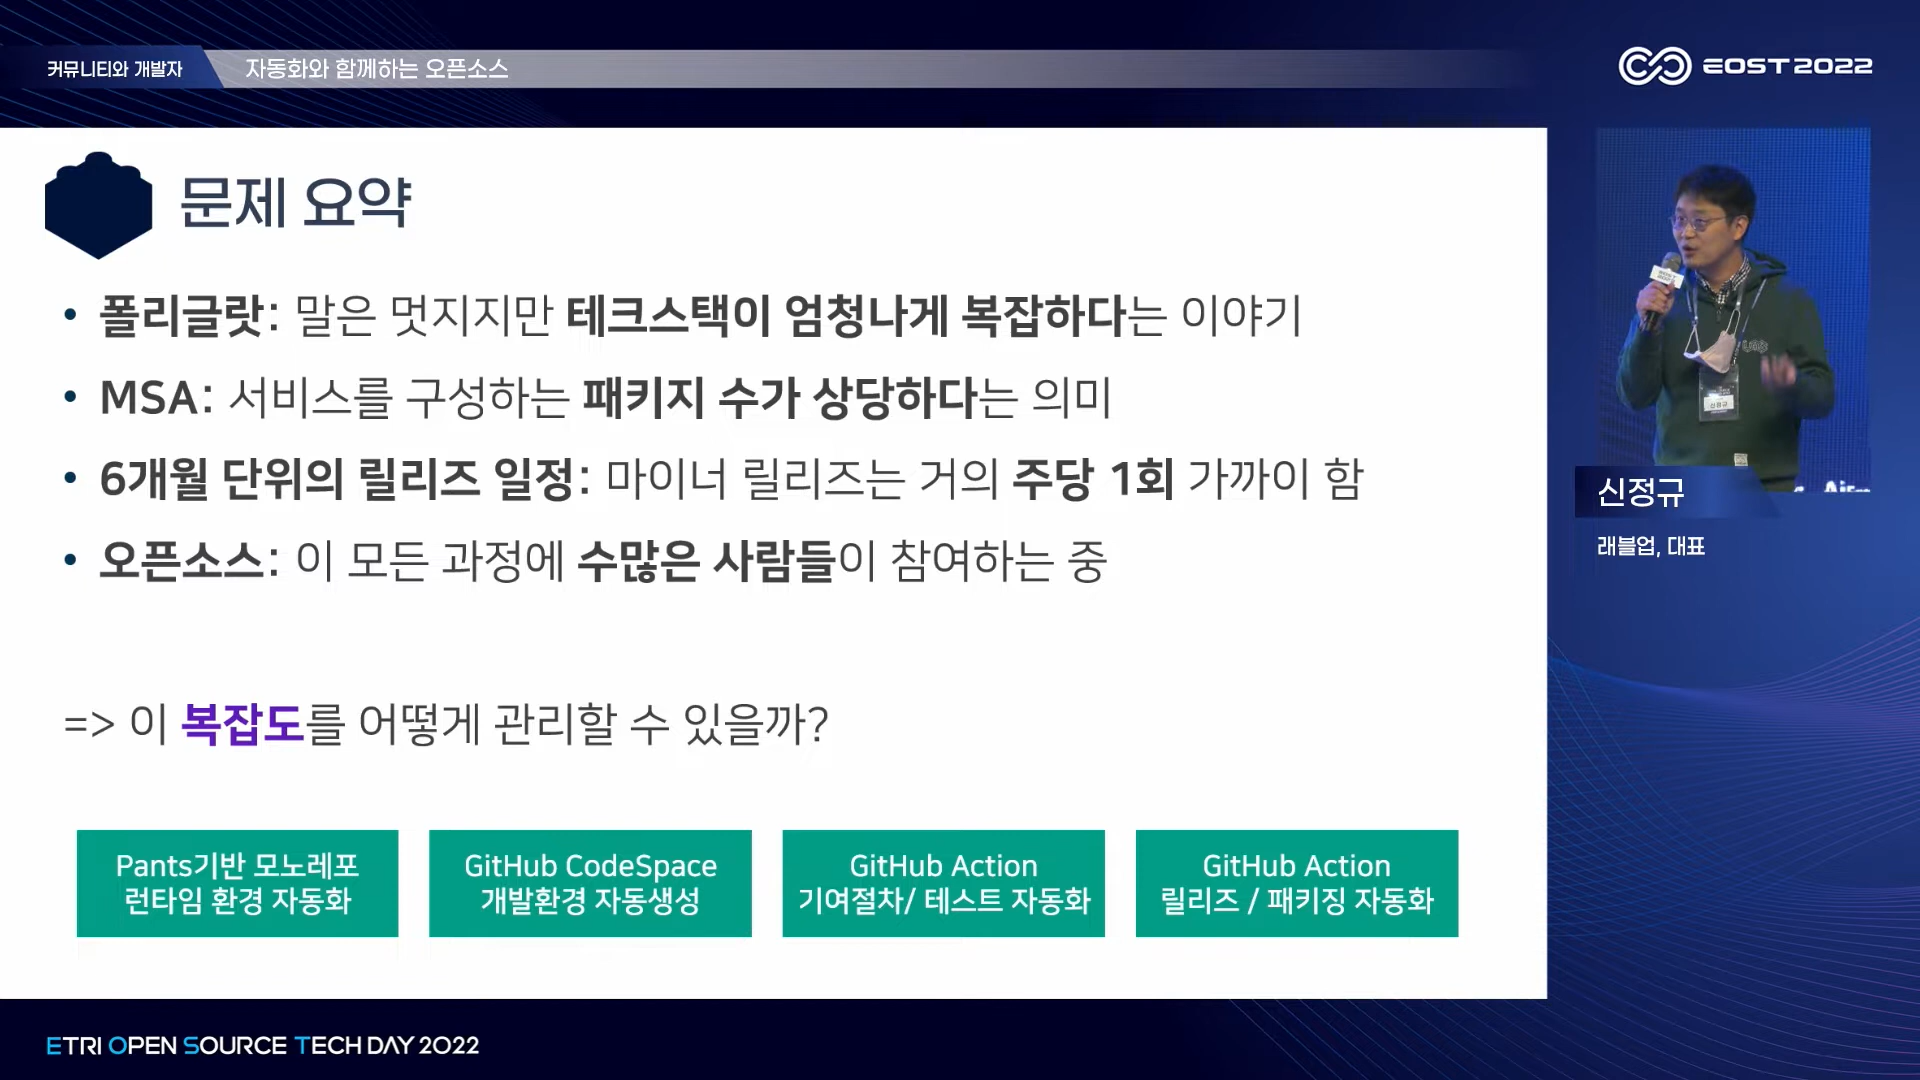 커뮤니티와 개발자
자동화와 함께하는 오픈소스
EOST 2022
문제 요약
• 폴리글랏: 말은 멋지지만 테크스택이 엄청나게 복잡하다는 이야기
• MSA: 서비스를 구성하는 패키지 수가 상당하다는 의미
• 6개월 단위의 릴리즈 일정: 마이너 릴리즈는 거의 주당 1회 가까이 함
• 오픈소스: 이 모든 과정에 수많은 사람들이 참여하는 중
=> 이 복잡도를 어떻게 관리할 수 있을까?
Pants기반 모노레포
런타임 환경 자동화
GitHub CodeSpace
개발환경 자동생성
GitHub Action
기여절차/ 테스트 자동화
GitHub Action
릴리즈 / 패키징 자동화
신정규
래블업, 대표
ETRI OPEN SOURCE TECH DAY 2022